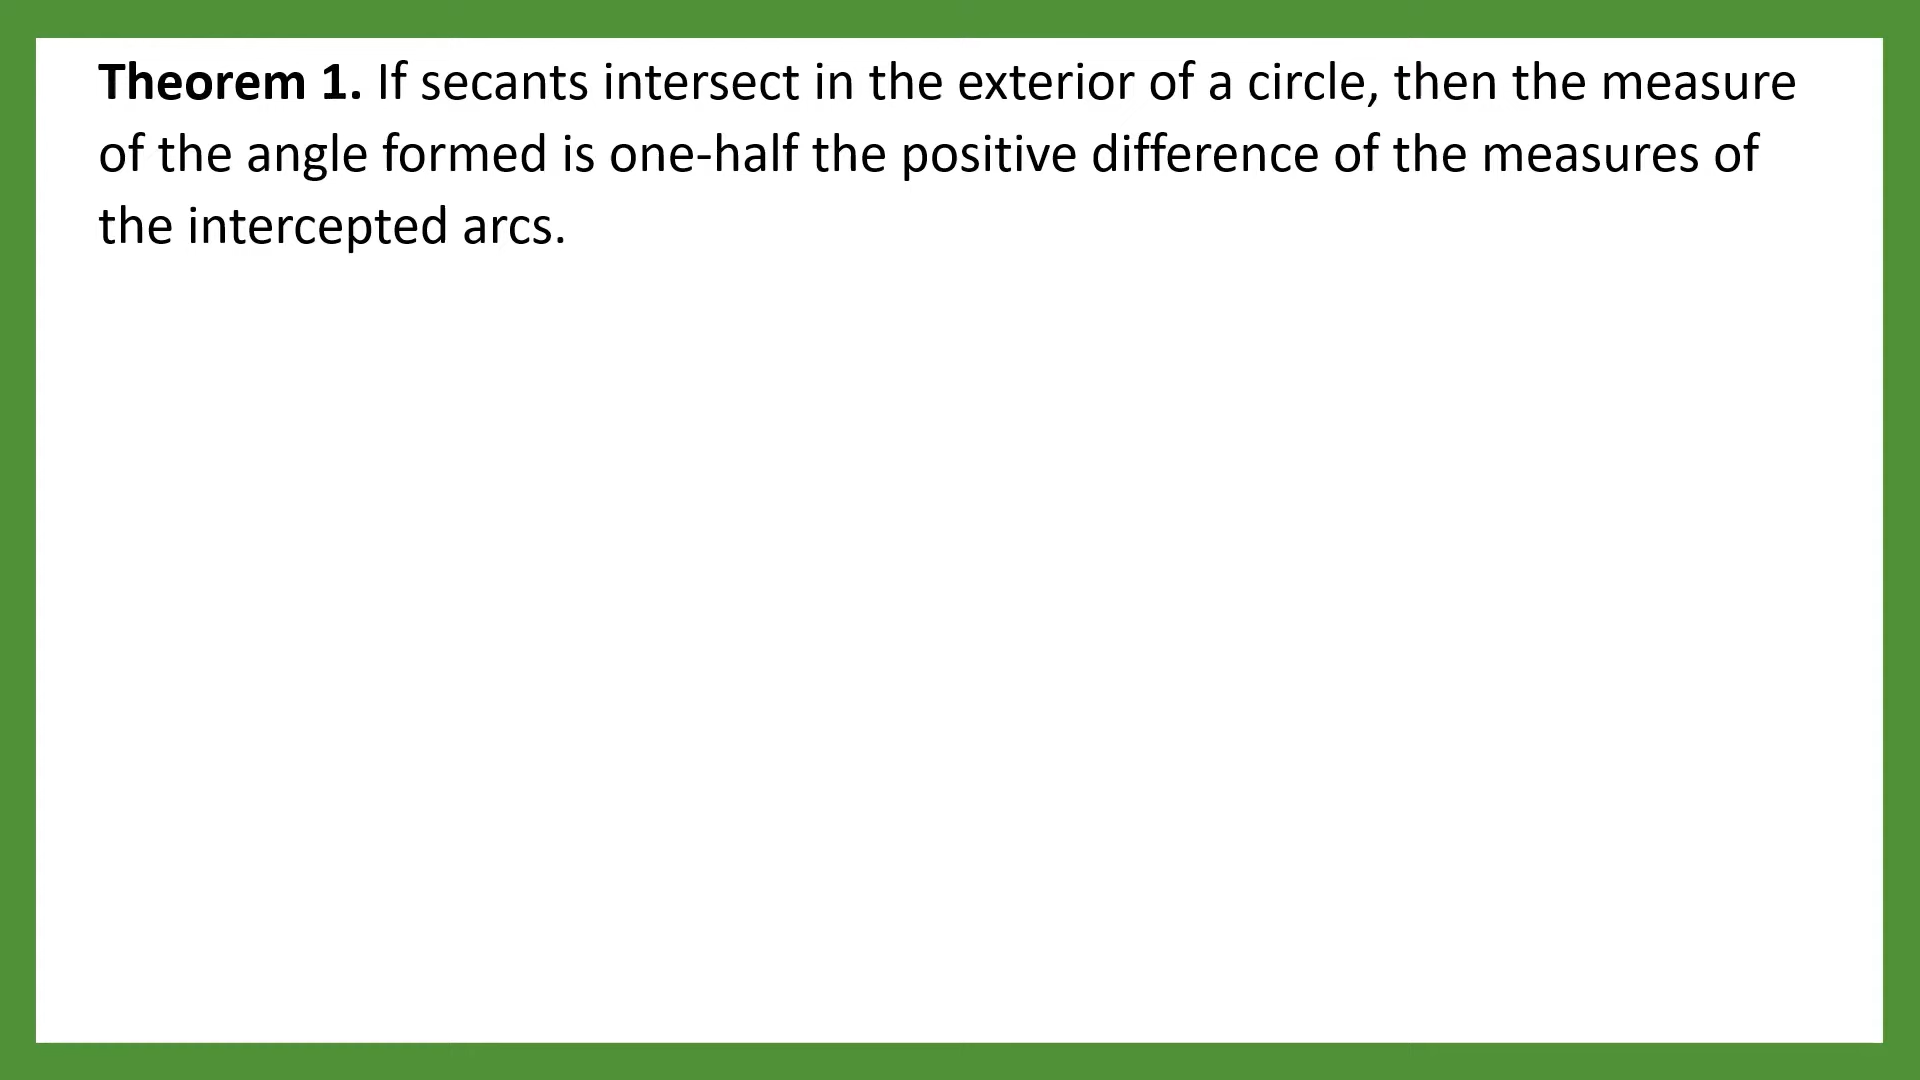 Theorem 1. If secants intersect in the exterior of a circle, then the measure
of the angle formed is one-half the positive difference of the measures of
the intercepted arcs.